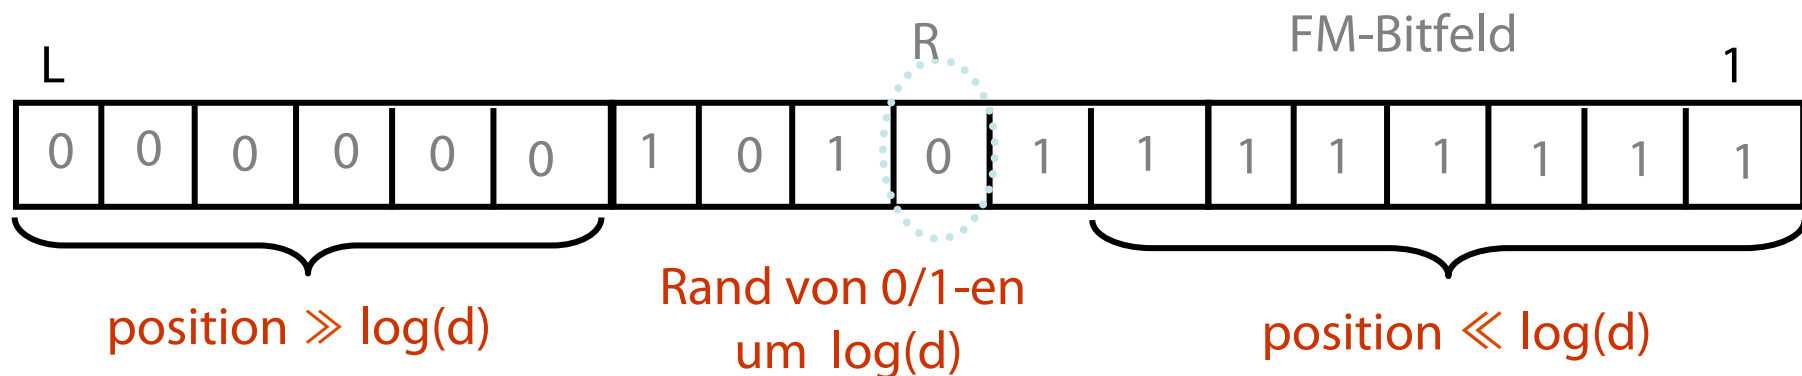 L R FM-Bitfeld 1
0 0 0 0 0 0 1 0 1 0 1 1 1 1 1 1 1 1
position ≫ log(d) Rand von 0/1-en position ≪ log(d)
um log(d)